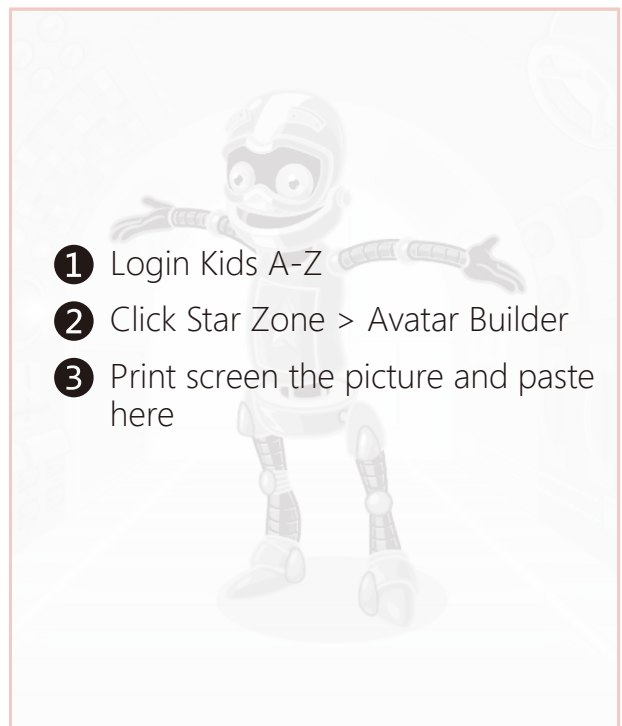 1 Login Kids A-Z
2 Click Star Zone > Avatar Builder
3 Print screen the picture and paste
here